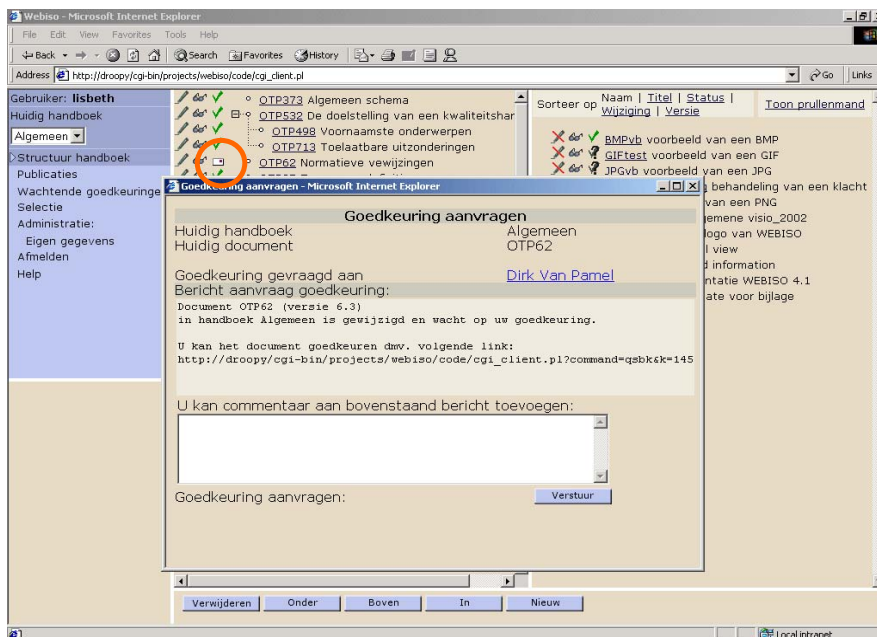 Webiso - Microsoft Internet Explorer
File Edit View Favorites Tools Help
Back Search Favorites History
Address http://droopy/cgi-bin/projects/webiso/code/cgi_client.pl Go Links
Gebruiker: lisbeth
Huidig handboek
Algemeen
Structuur handboek
Publicaties
Wachtende goedkeuringe
Selectie
Administratie:
Eigen gegevens
Afmelden
Help
OTP373 Algemeen schema
OTP532 De doelstelling van een kwaliteitshar
OTP498 Voornaamste onderwerpen
OTP713 Toelaatbare uitzonderingen
OTP62 Normatieve vewijzingen
Sorteer op Naam | Titel | Status |
Wijziging | Versie
Toon prullenmand
BMPvb voorbeeld van een BMP
GIFtest voorbeeld van een GIF
JPGvb voorbeeld van een JPG
behandeling van een klacht
van een PNG
visio_2002
logo van WEBISO
view
information
WEBISO 4.1
voor bijlage
Goedkeuring aanvragen - Microsoft Internet Explorer
Goedkeuring aanvragen
Huidig handboek Algemeen
Huidig document OTP62
Goedkeuring gevraagd aan Dirk Van Pamel
Bericht aanvraag goedkeuring:
Document OTP62 (versie 6.3)
in handboek Algemeen is gewijzigd en wacht op uw goedkeuring.
U kan het document goedkeuren dmv. volgende link:
http://droopy/cgi-bin/projects/webiso/code/cgi_client.pl?command=qsbk&k=145
U kan commentaar aan bovenstaand bericht toevoegen:
Goedkeuring aanvragen: Verstuur
Verwijderen Onder Boven In Nieuw
Local intranet